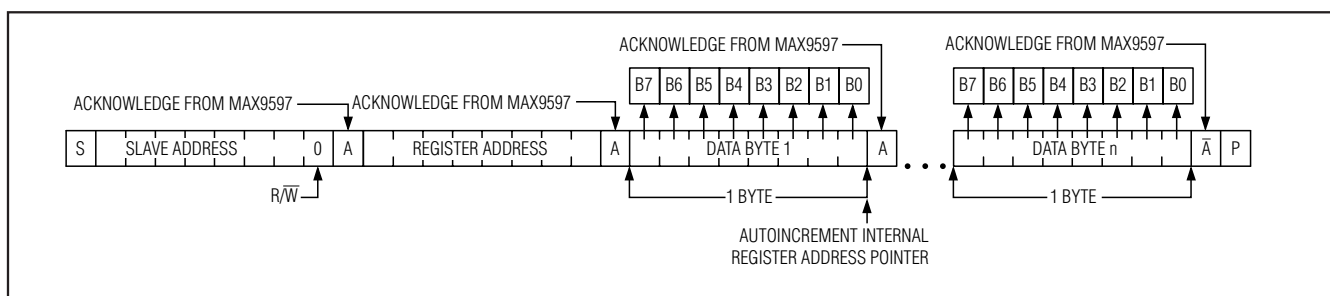 ACKNOWLEDGE FROM MAX9597
ACKNOWLEDGE FROM MAX9597
B7 B6 B5 B4 B3 B2 B1 B0
B7 B6 B5 B4 B3 B2 B1 B0
ACKNOWLEDGE FROM MAX9597
ACKNOWLEDGE FROM MAX9597
S SLAVE ADDRESS 0 A REGISTER ADDRESS A DATA BYTE 1 A • • • DATA BYTE n A̅ P
R/W̅
1 BYTE
1 BYTE
AUTOINCREMENT INTERNAL
REGISTER ADDRESS POINTER